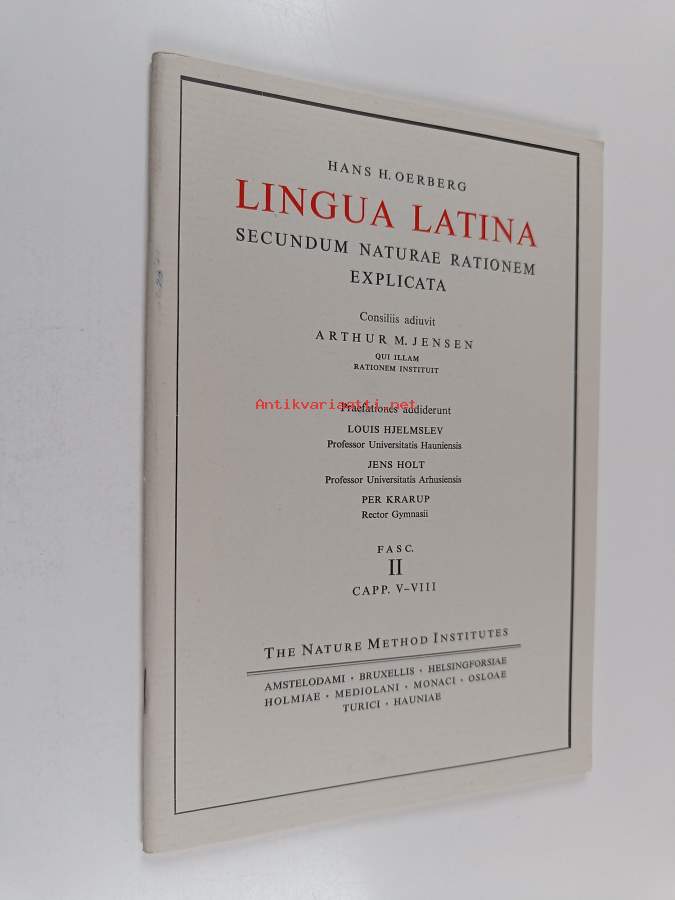 HANS H. OERBERG
LINGUA LATINA
SECUNDUM NATURAE RATIONEM
EXPLICATA
Consiliis adiuvit
ARTHUR M. JENSEN
QUI ILLAM
RATIONEM INSTITUIT
Antikvariaatti.net
Praefationes addiderunt
LOUIS HJELMSLEV
Professor Universitatis Hauniensis
JENS HOLT
Professor Universitatis Arhusiensis
PER KRARUP
Rector Gymnasii
FASC.
II
CAPP. V–VIII
THE NATURE METHOD INSTITUTES
AMSTELODAMI · BRUXELLIS · HELSINGFORSIAE
HOLMIAE · MEDIOLANI · MONACI · OSLOAE
TURICI · HAUNIAE